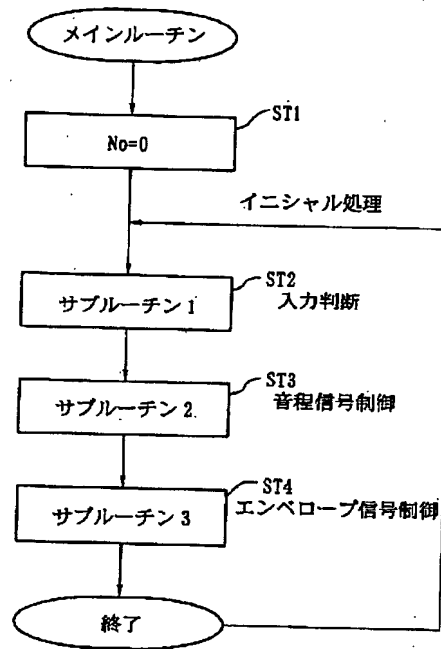 メインルーチン
ST1
No=0
イニシャル処理
ST2
サブルーチン1
入力判断
ST3
サブルーチン2
音程信号制御
ST4
サブルーチン3
エンベロープ信号制御
終了